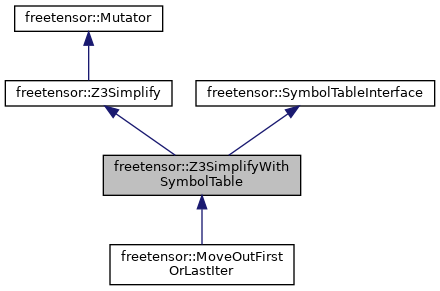 freetensor::Mutator
freetensor::Z3Simplify
freetensor::SymbolTableInterface
freetensor::Z3SimplifyWith
SymbolTable
freetensor::MoveOutFirst
OrLastIter